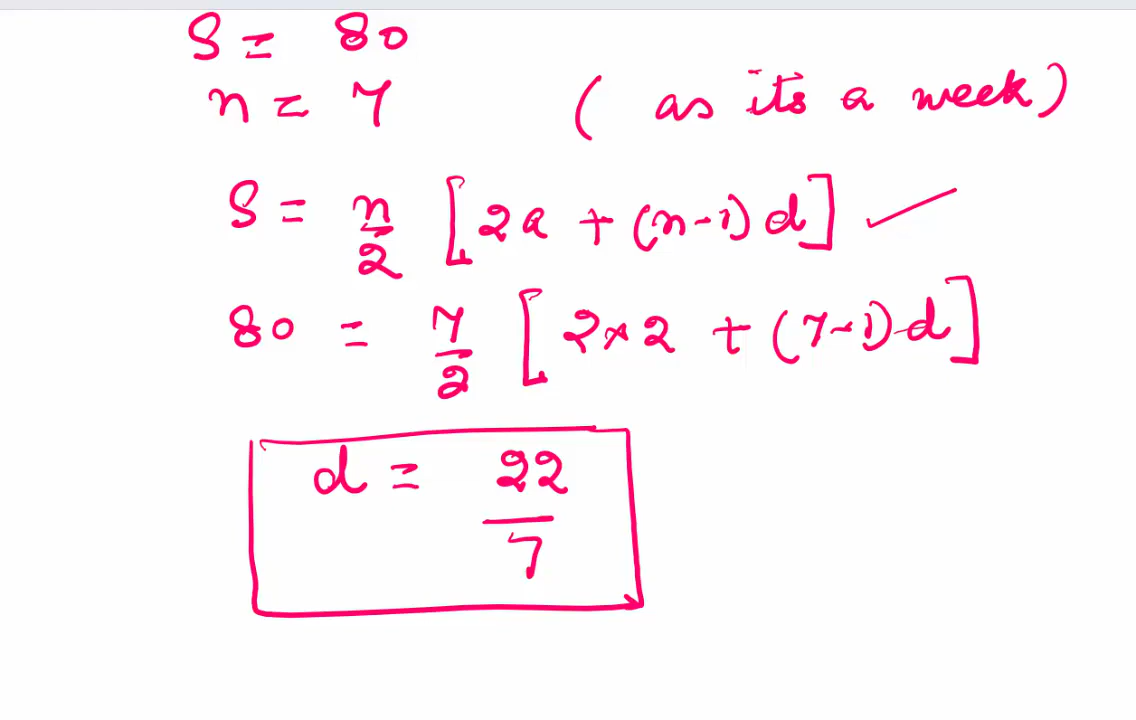 S = 80
n = 7 ( as its a week)
S = n/2 [2a + (n-1)d]
80 = 7/2 [2×2 + (7-1)d]
d = 22/7